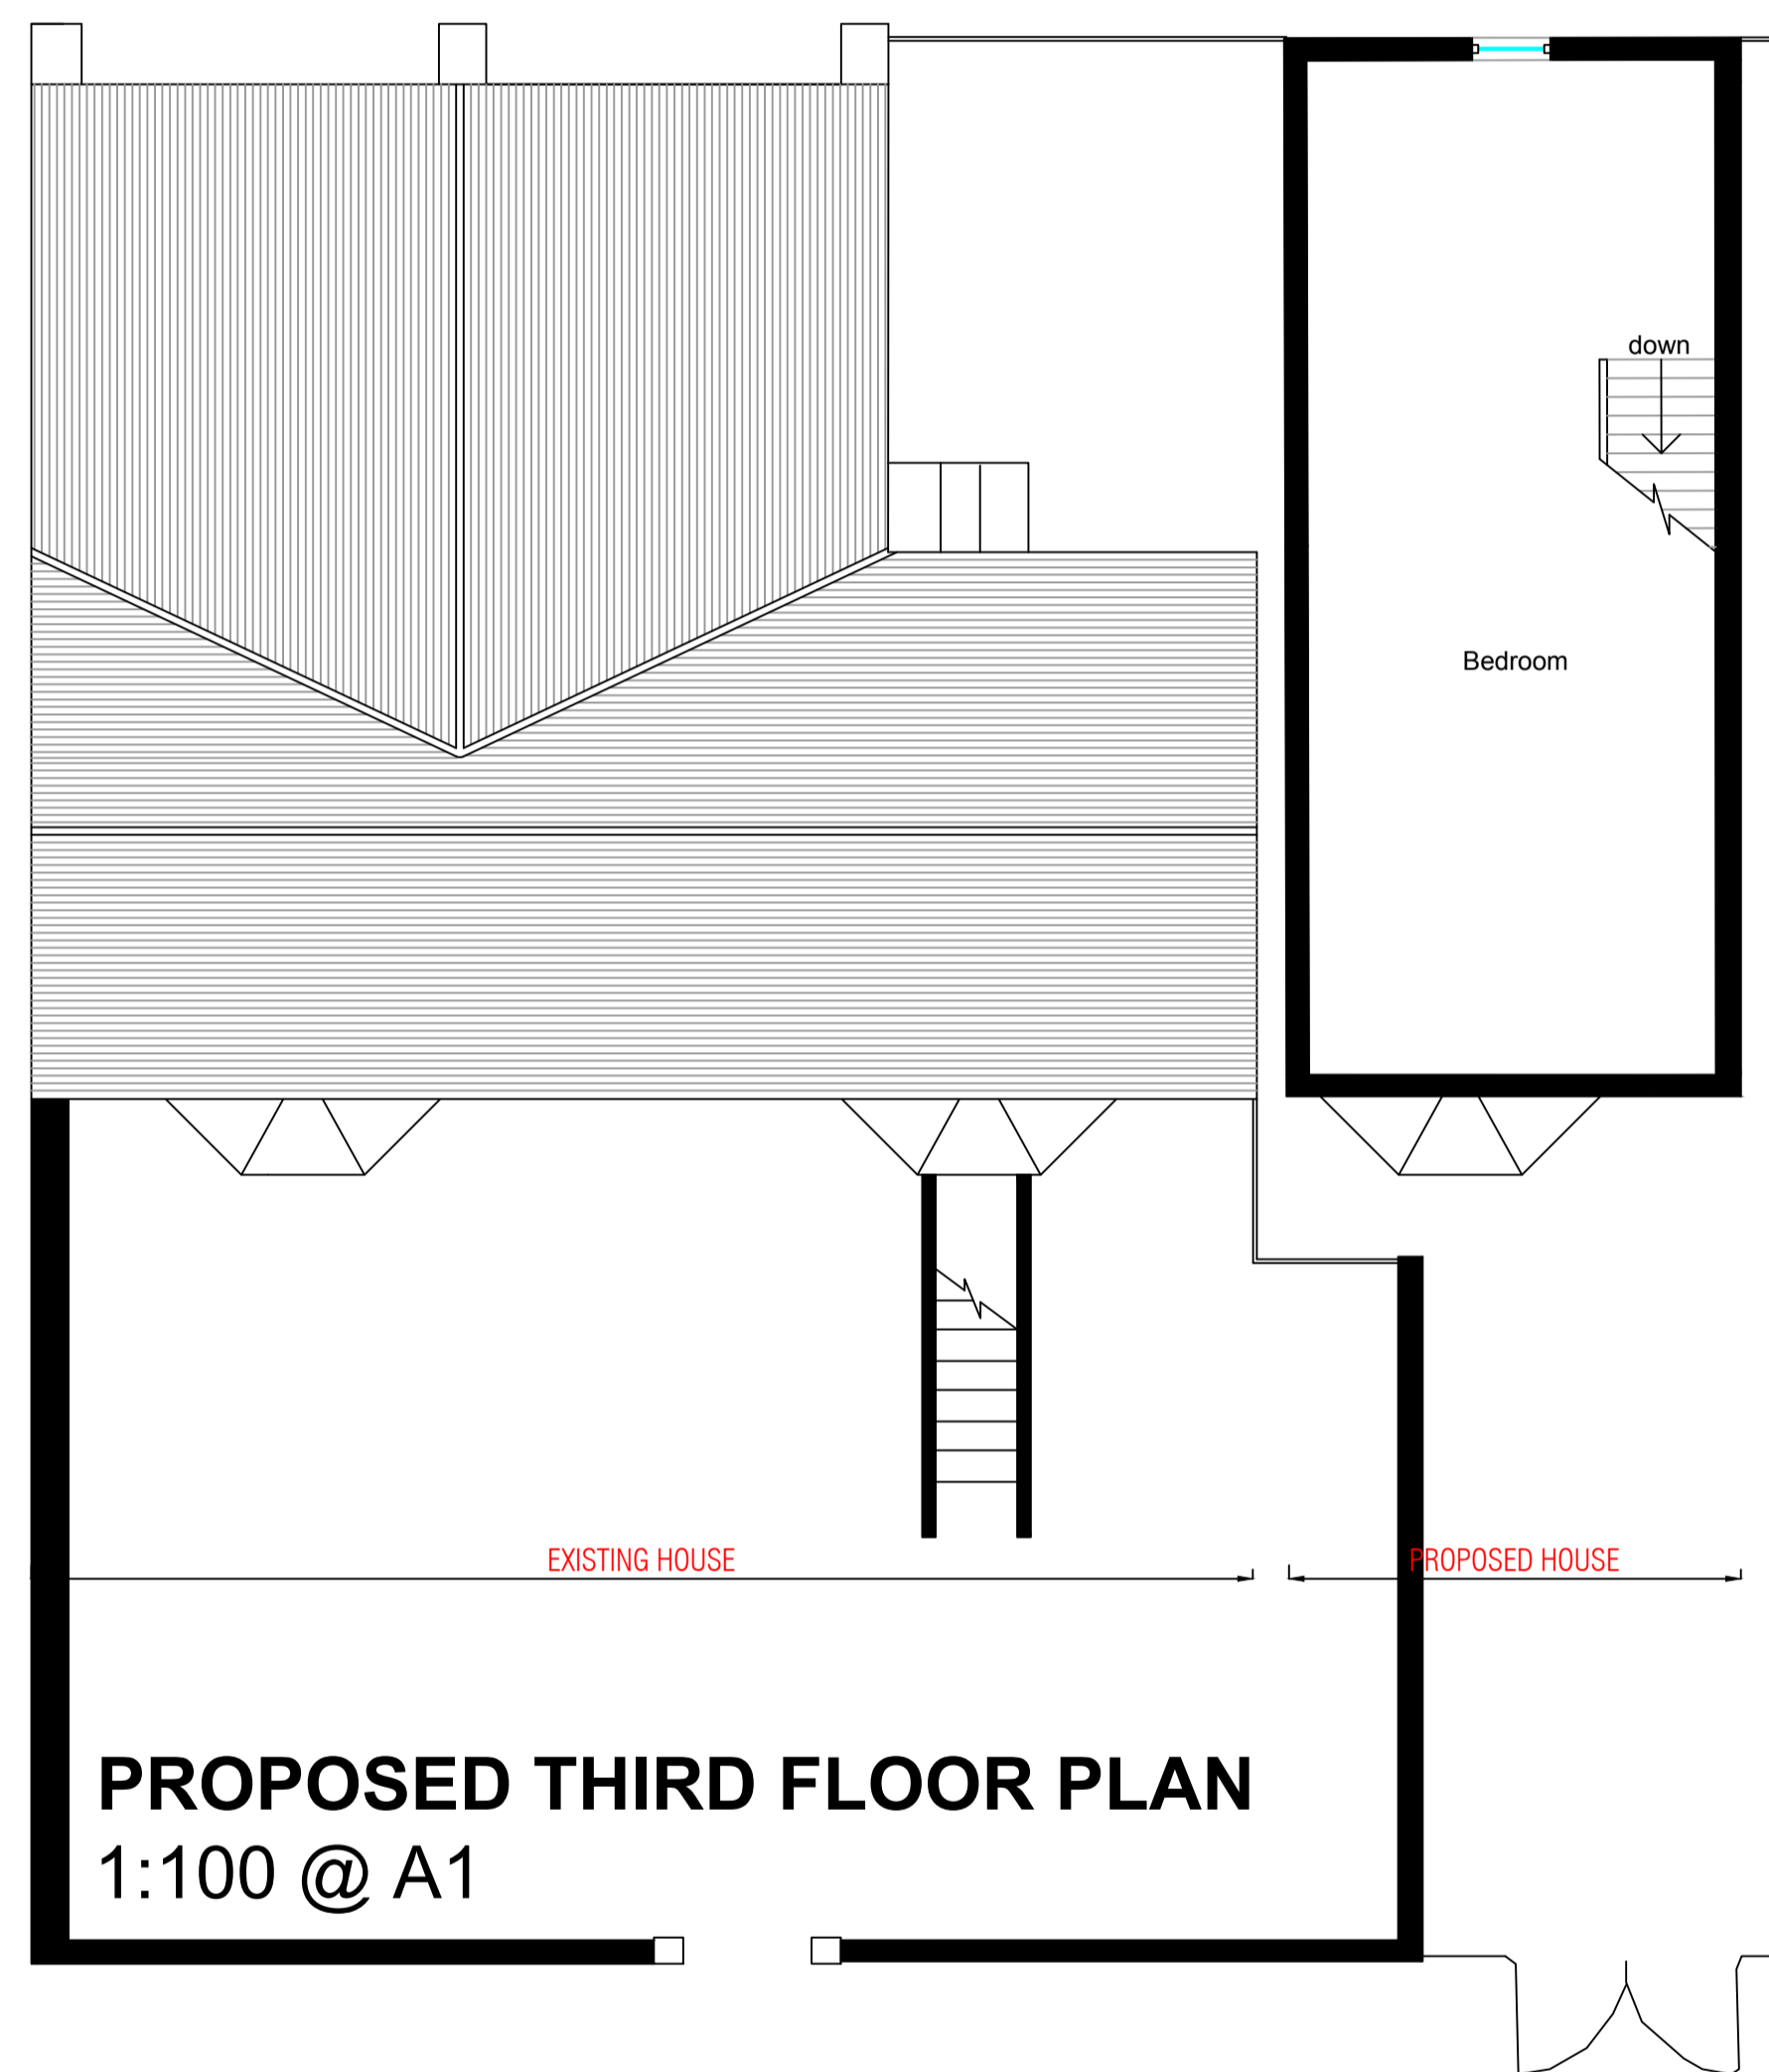 down
Bedroom
EXISTING HOUSE
PROPOSED HOUSE
PROPOSED THIRD FLOOR PLAN
1:100 @ A1